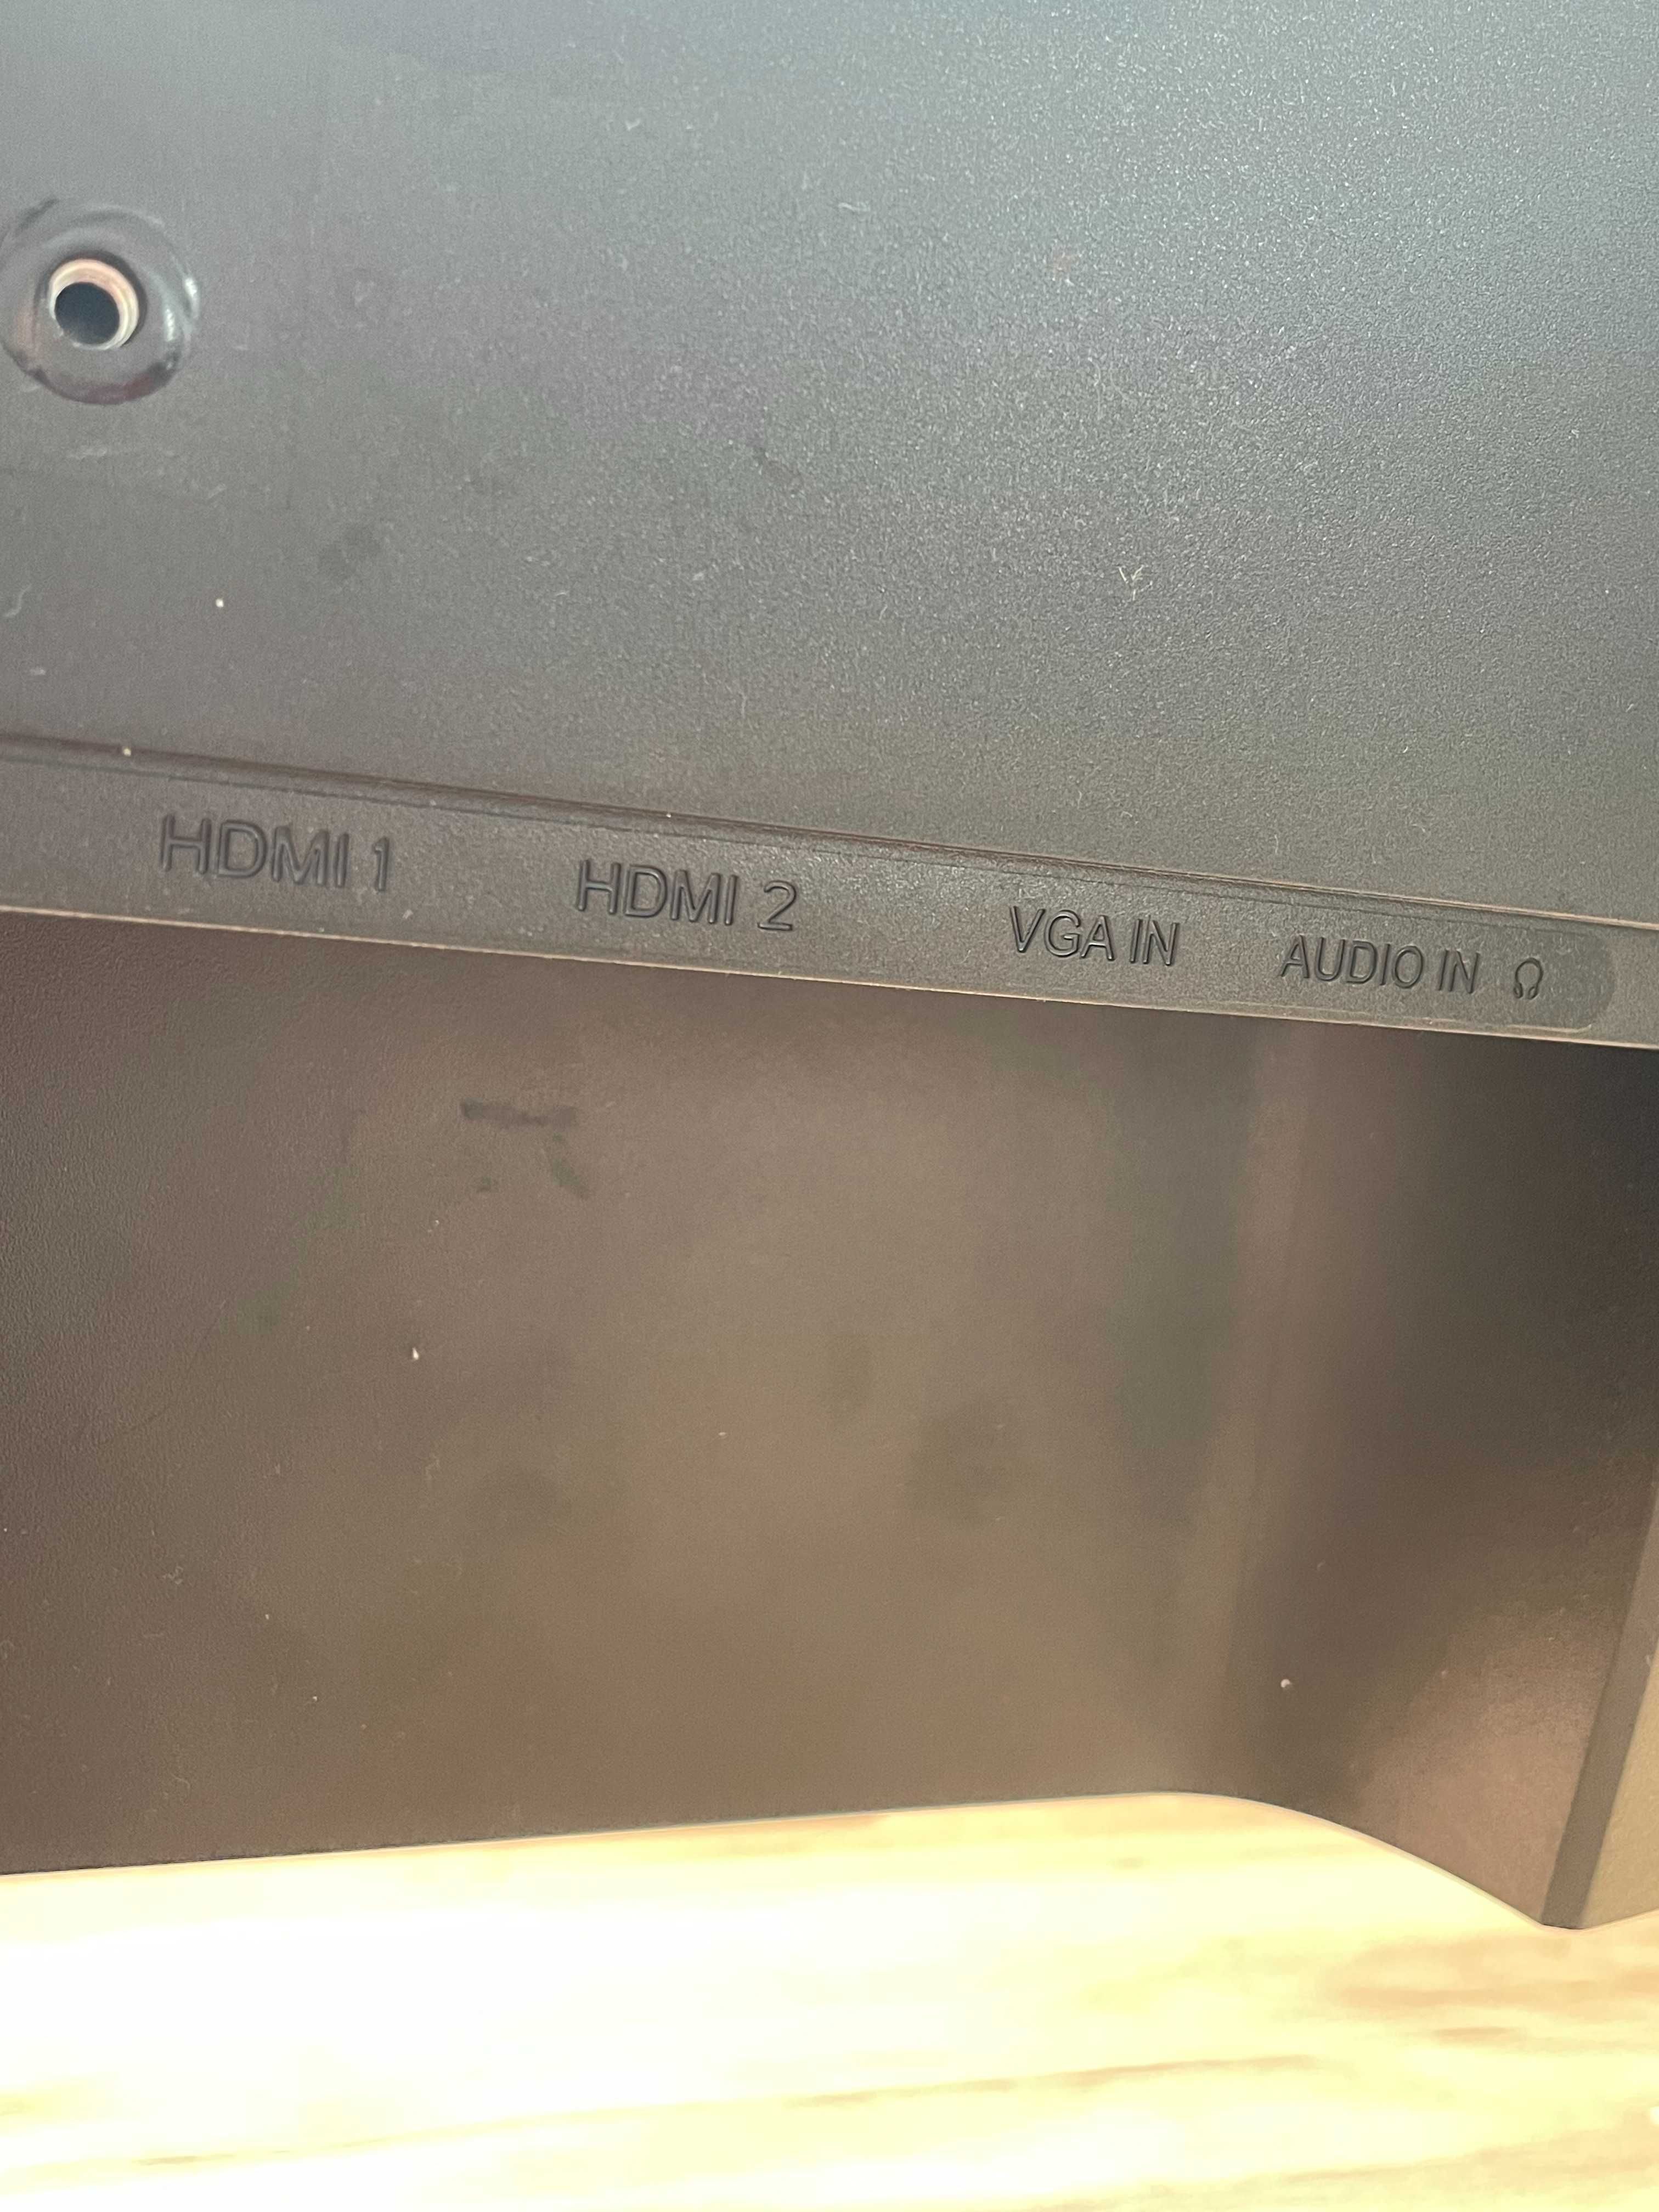 HDMI 1 HDMI 2 VGA IN AUDIO IN